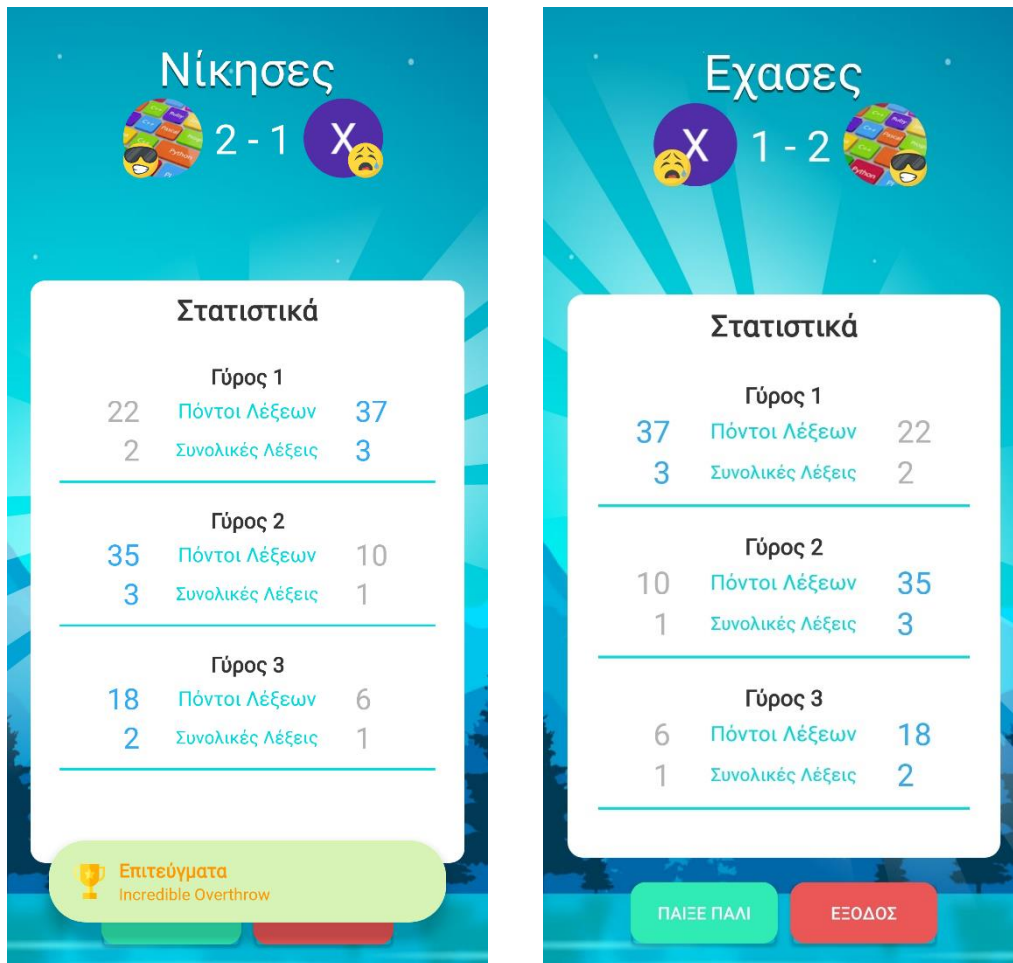 Νίκησες
2 - 1 X
Στατιστικά
Γύρος 1
22 Πόντοι Λέξεων 37
2 Συνολικές Λέξεις 3
Γύρος 2
35 Πόντοι Λέξεων 10
3 Συνολικές Λέξεις 1
Γύρος 3
18 Πόντοι Λέξεων 6
2 Συνολικές Λέξεις 1
Επιτεύγματα
Incredible Overthrow
Εχασες
X 1 - 2
Στατιστικά
Γύρος 1
37 Πόντοι Λέξεων 22
3 Συνολικές Λέξεις 2
Γύρος 2
10 Πόντοι Λέξεων 35
1 Συνολικές Λέξεις 3
Γύρος 3
6 Πόντοι Λέξεων 18
1 Συνολικές Λέξεις 2
ΠΑΙΞΕ ΠΑΛΙ ΕΞΟΔΟΣ